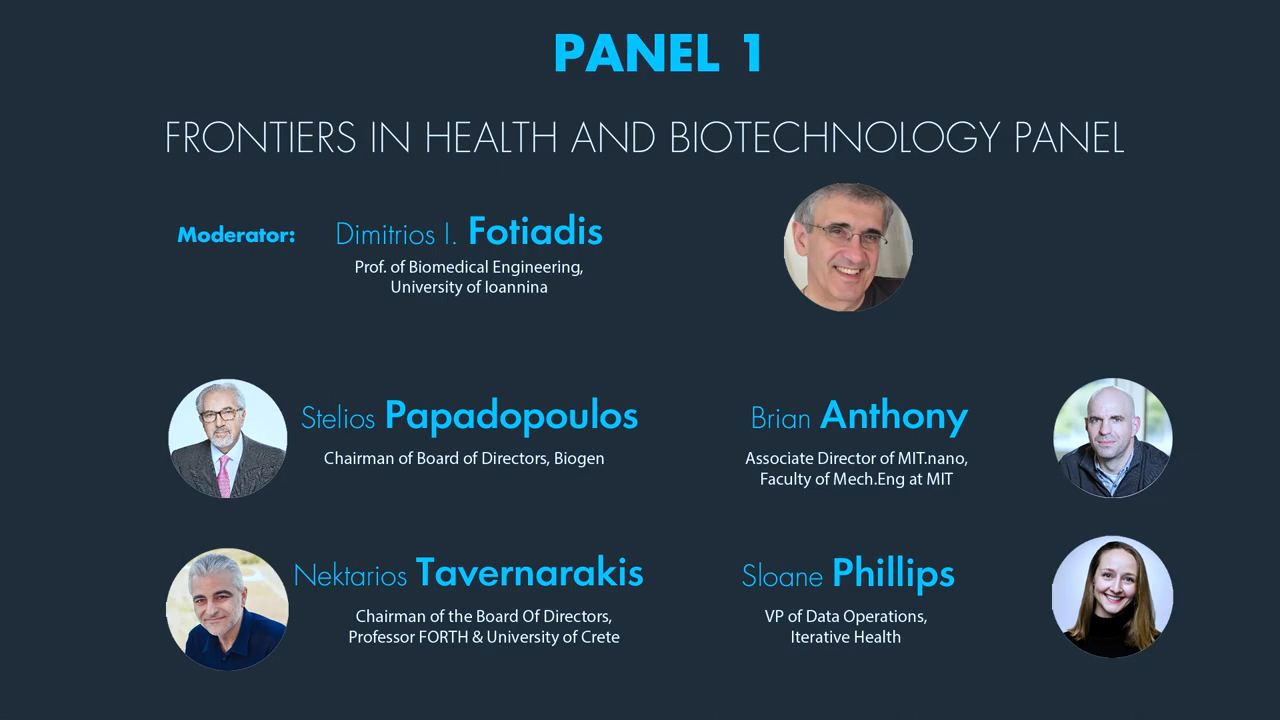 PANEL 1
FRONTIERS IN HEALTH AND BIOTECHNOLOGY PANEL
Moderator: Dimitrios I. Fotiadis
Prof. of Biomedical Engineering,
University of Ioannina
Stelios Papadopoulos
Chairman of Board of Directors, Biogen
Brian Anthony
Associate Director of MIT.nano,
Faculty of Mech.Eng at MIT
Nektarios Tavernarakis
Chairman of the Board Of Directors,
Professor FORTH & University of Crete
Sloane Phillips
VP of Data Operations,
Iterative Health